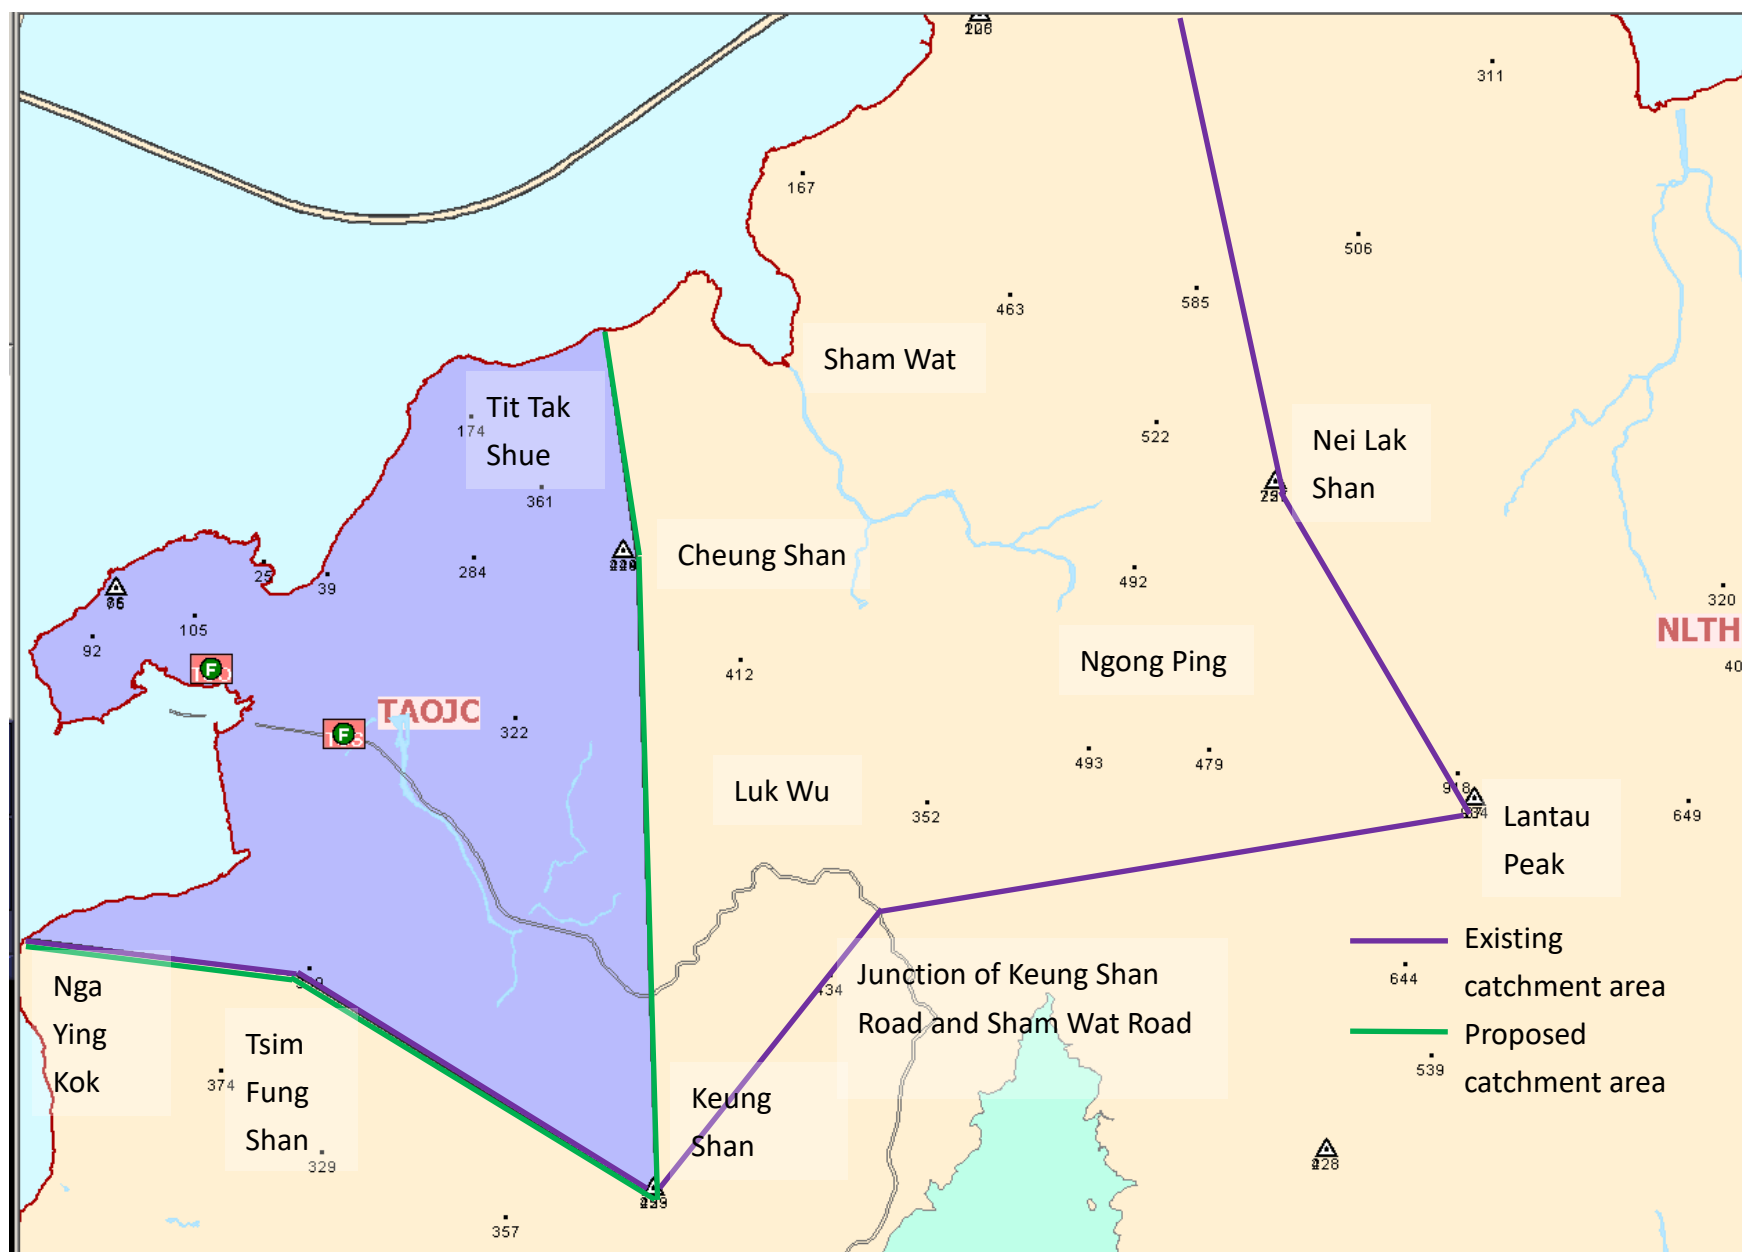 311
167
506
463
585
Sham Wat
Tit Tak
Shue
174
361
522
Nei Lak
Shan
Cheung Shan
284
25
39
492
320
105
92
NLTH
412
Ngong Ping
40
TAOJC
322
493
479
Luk Wu
352
918
649
Lantau
Peak
Existing
catchment area
Proposed
catchment area
644
539
Nga
Ying
Kok
Junction of Keung Shan
Road and Sham Wat Road
Tsim
Fung
Shan
374
329
Keung
Shan
357